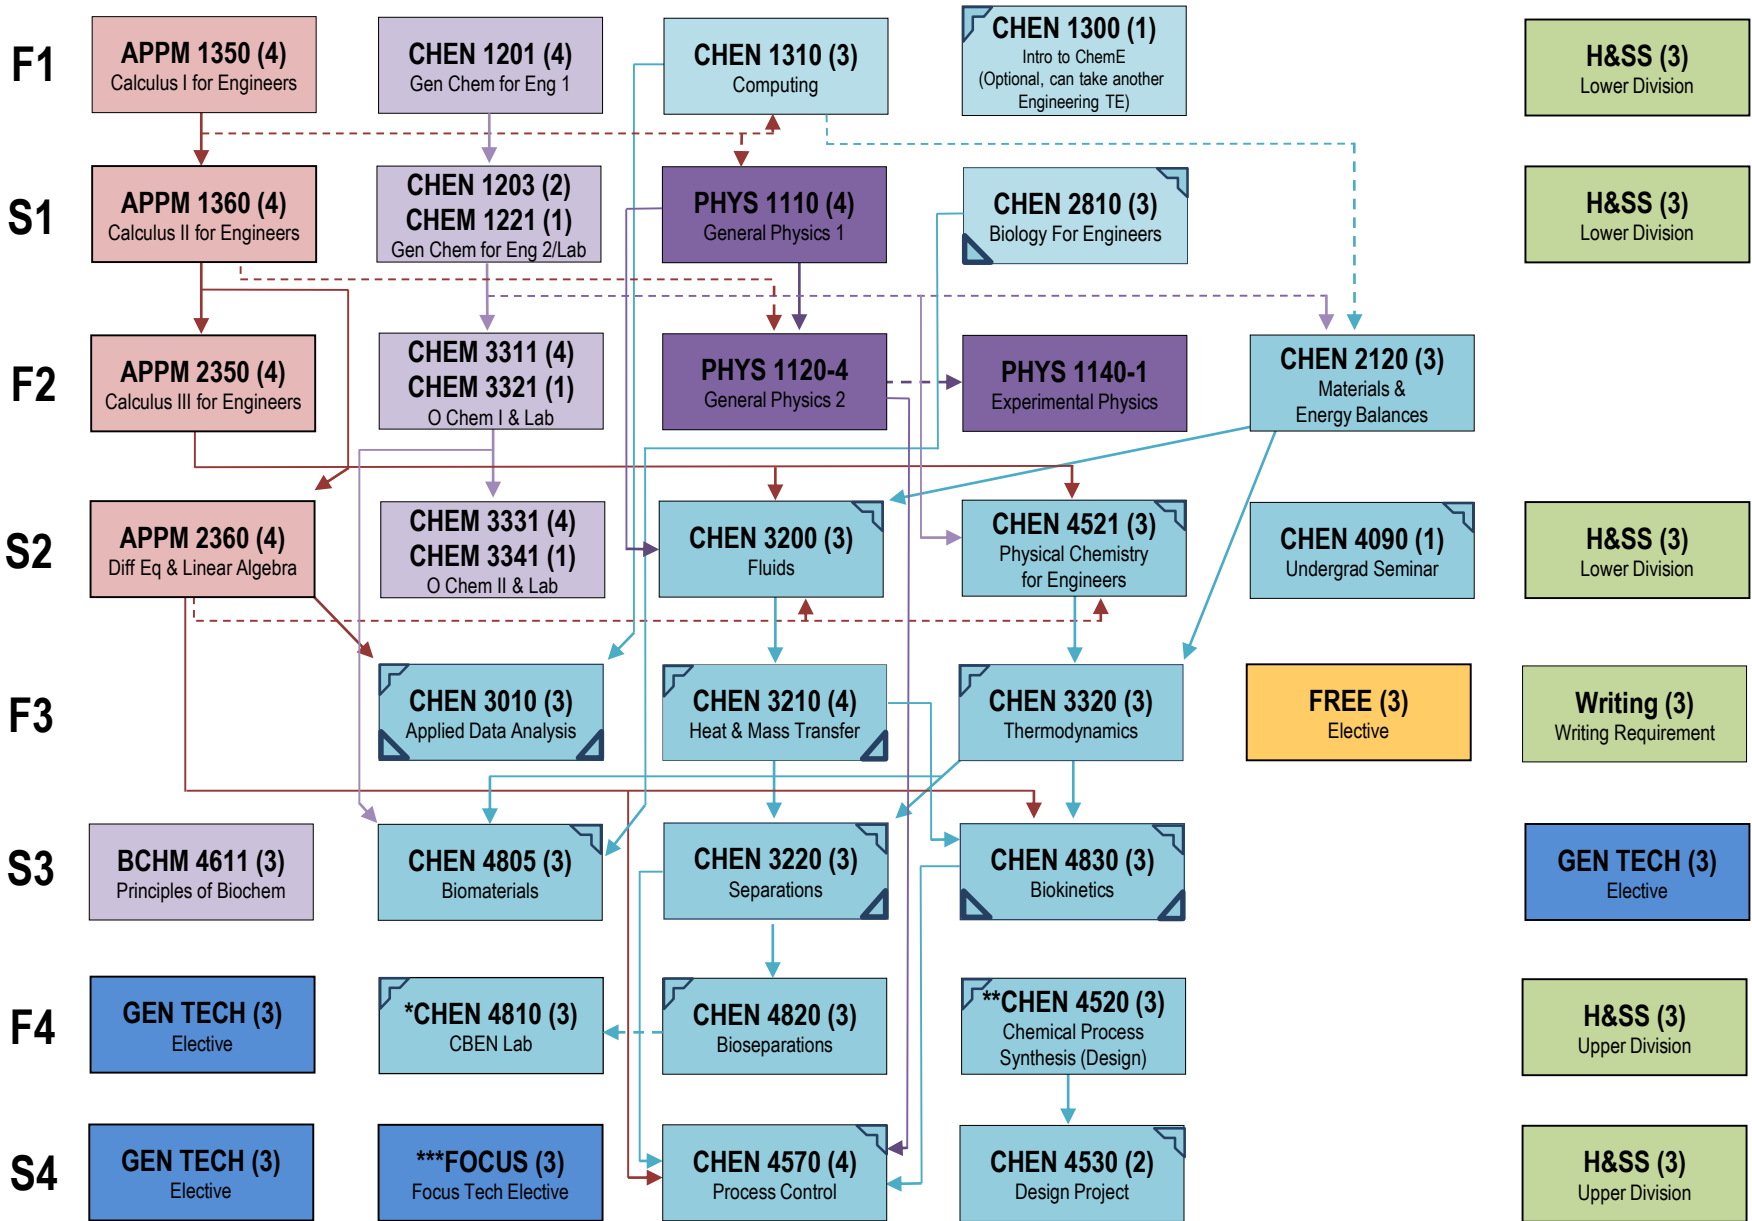 F1
APPM 1350 (4)
Calculus I for Engineers
CHEN 1201 (4)
Gen Chem for Eng 1
CHEN 1310 (3)
Computing
CHEN 1300 (1)
Intro to ChemE
(Optional, can take another
Engineering TE)
H&SS (3)
Lower Division
S1
APPM 1360 (4)
Calculus II for Engineers
CHEN 1203 (2)
CHEM 1221 (1)
Gen Chem for Eng 2/Lab
PHYS 1110 (4)
General Physics 1
CHEN 2810 (3)
Biology For Engineers
H&SS (3)
Lower Division
F2
APPM 2350 (4)
Calculus III for Engineers
CHEM 3311 (4)
CHEM 3321 (1)
O Chem I & Lab
PHYS 1120-4
General Physics 2
PHYS 1140-1
Experimental Physics
CHEN 2120 (3)
Materials &
Energy Balances
S2
APPM 2360 (4)
Diff Eq & Linear Algebra
CHEM 3331 (4)
CHEM 3341 (1)
O Chem II & Lab
CHEN 3200 (3)
Fluids
CHEN 4521 (3)
Physical Chemistry
for Engineers
CHEN 4090 (1)
Undergrad Seminar
H&SS (3)
Lower Division
F3
CHEN 3010 (3)
Applied Data Analysis
CHEN 3210 (4)
Heat & Mass Transfer
CHEN 3320 (3)
Thermodynamics
FREE (3)
Elective
Writing (3)
Writing Requirement
S3
BCHM 4611 (3)
Principles of Biochem
CHEN 4805 (3)
Biomaterials
CHEN 3220 (3)
Separations
CHEN 4830 (3)
Biokinetics
GEN TECH (3)
Elective
F4
GEN TECH (3)
Elective
*CHEN 4810 (3)
CBEN Lab
CHEN 4820 (3)
Bioseparations
**CHEN 4520 (3)
Chemical Process
Synthesis (Design)
H&SS (3)
Upper Division
S4
GEN TECH (3)
Elective
***FOCUS (3)
Focus Tech Elective
CHEN 4570 (4)
Process Control
CHEN 4530 (2)
Design Project
H&SS (3)
Upper Division